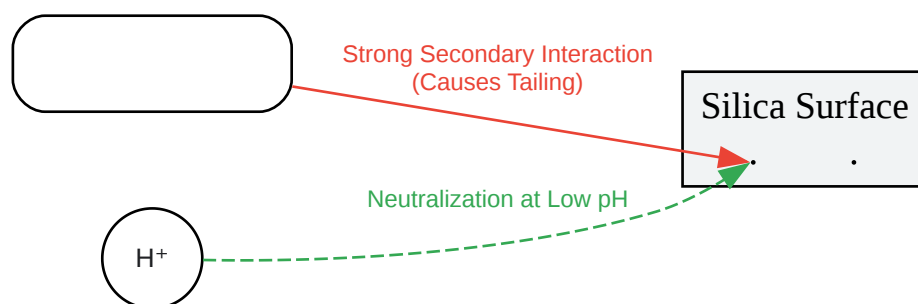 Strong Secondary Interaction
(Causes Tailing)
Silica Surface
. .
Neutralization at Low pH
H⁺